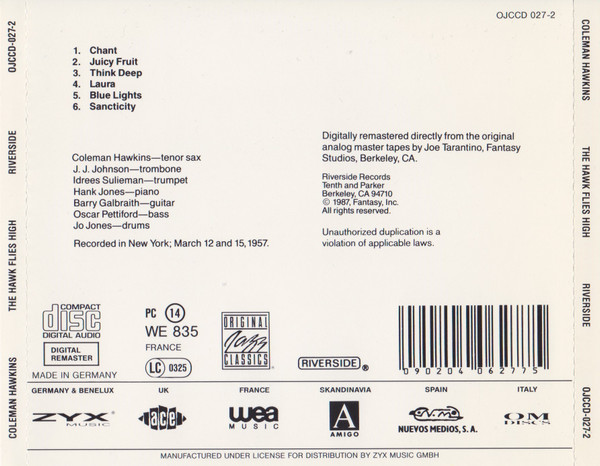 OJCCD 027-2
1. Chant
2. Juicy Fruit
3. Think Deep
4. Laura
5. Blue Lights
6. Sancticity
Coleman Hawkins—tenor sax
J. J. Johnson—trombone
Idrees Sulieman—trumpet
Hank Jones—piano
Barry Galbraith—guitar
Oscar Pettiford—bass
Jo Jones—drums
Recorded in New York; March 12 and 15, 1957.
Digitally remastered directly from the original
analog master tapes by Joe Tarantino, Fantasy
Studios, Berkeley, CA.
Riverside Records
Tenth and Parker
Berkeley, CA 94710
© 1987, Fantasy, Inc.
All rights reserved.
Unauthorized duplication is a
violation of applicable laws.
COMPACT
disc
DIGITAL AUDIO
DIGITAL
REMASTER
MADE IN GERMANY
PC 14
WE 835
FRANCE
LC 0325
ORIGINAL
Jazz
CLASSICS
RIVERSIDE ®
0 90204 062775
GERMANY & BENELUX
UK
FRANCE
SKANDINAVIA
SPAIN
ITALY
ZYX
MUSIC
ace
wea
MUSIC
A
AMIGO
n.m
NUEVOS MEDIOS, S. A.
OM
DISCS
MANUFACTURED UNDER LICENSE FOR DISTRIBUTION BY ZYX MUSIC GMBH
COLEMAN HAWKINS THE HAWK FLIES HIGH RIVERSIDE OJCCD-027-2
COLEMAN HAWKINS THE HAWK FLIES HIGH RIVERSIDE OJCCD-027-2